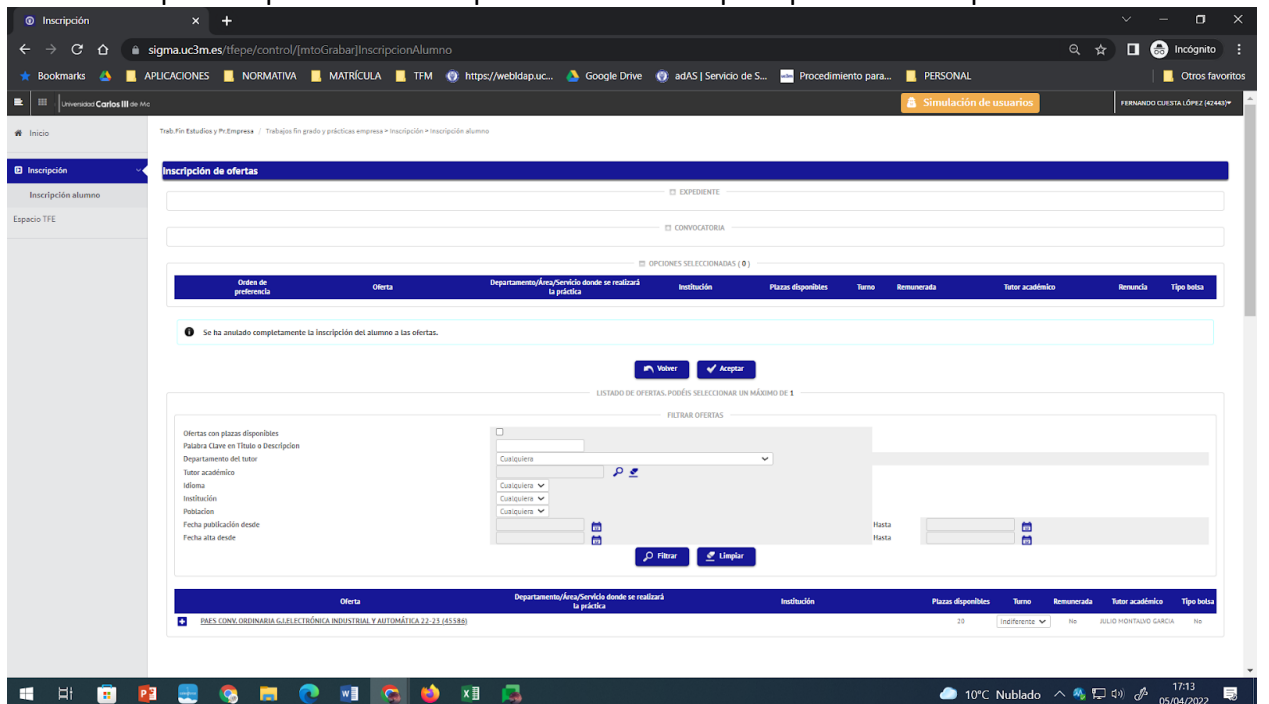 Inscripción
sigma.uc3m.es/tfepe/control/[mtoGrabar]InscripcionAlumno
Incógnito
Bookmarks APLICACIONES NORMATIVA MATRÍCULA TFM https://webldap.uc... Google Drive adAS | Servicio de S... Procedimiento para... PERSONAL Otros favoritos
Universidad Carlos III de Ma
Simulación de usuarios
FERNANDO CUESTA LÓPEZ (42443)
Inicio
Inscripción
Inscripción alumno
Espacio TFE
Trab.Fin Estudios y Pr.Empresa / Trabajos fin grado y prácticas empresa > Inscripción > Inscripción alumno
Inscripción de ofertas
EXPEDIENTE
CONVOCATORIA
OPCIONES SELECCIONADAS ( 0 )
Orden de preferencia Oferta Departamento/Área/Servicio donde se realizará la práctica Institución Plazas disponibles Turno Remunerada Tutor académico Renuncia Tipo bolsa
Se ha anulado completamente la inscripción del alumno a las ofertas.
Volver Aceptar
LISTADO DE OFERTAS. PODÉIS SELECCIONAR UN MÁXIMO DE 1
FILTRAR OFERTAS
Ofertas con plazas disponibles
Palabra Clave en Título o Descripcion
Departamento del tutor Cualquiera
Tutor académico
Idioma Cualquiera
Institución Cualquiera
Poblacion Cualquiera
Fecha publicación desde Hasta
Fecha alta desde Hasta
Filtrar Limpiar
Oferta Departamento/Área/Servicio donde se realizará la práctica Institución Plazas disponibles Turno Remunerada Tutor académico Tipo bolsa
PAES CONV. ORDINARIA G.I.ELECTRÓNICA INDUSTRIAL Y AUTOMÁTICA 22-23 (45586) 20 Indiferente No JULIO MONTALVO GARCIA No
10°C Nublado
17:13
05/04/2022